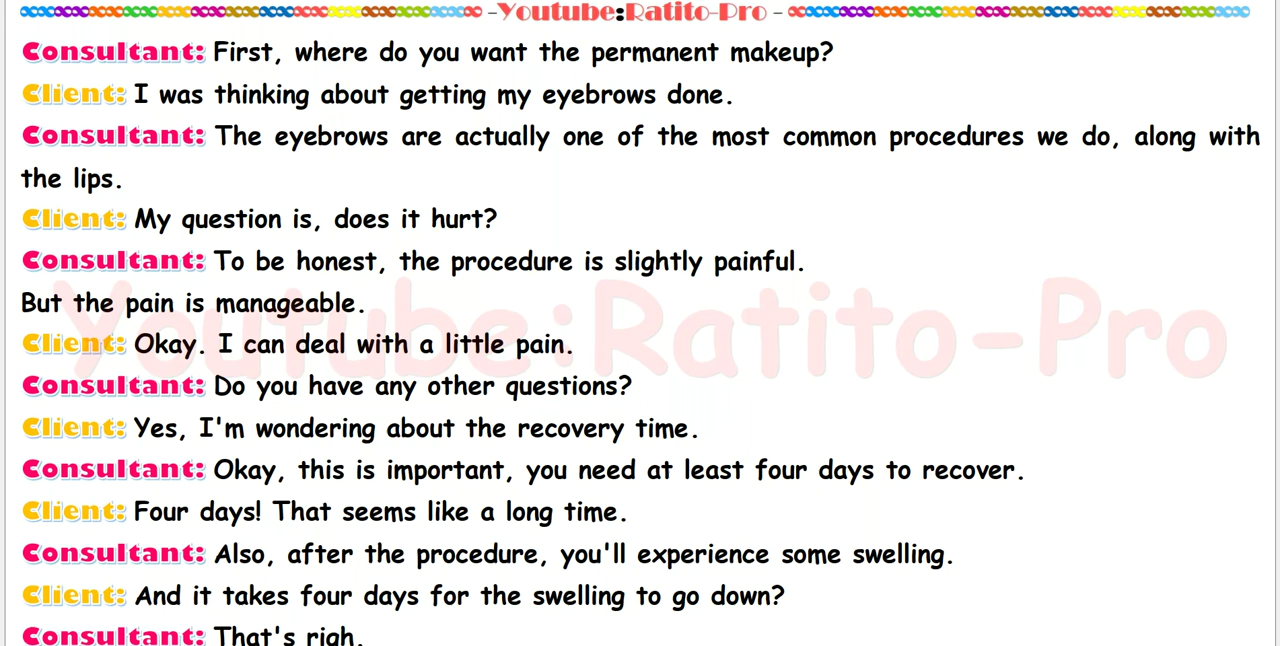 -Youtube:Ratito-Pro -
Consultant: First, where do you want the permanent makeup?
Client: I was thinking about getting my eyebrows done.
Consultant: The eyebrows are actually one of the most common procedures we do, along with
the lips.
Client: My question is, does it hurt?
Consultant: To be honest, the procedure is slightly painful.
But the pain is manageable.
Youtube:Ratito-Pro
Client: Okay. I can deal with a little pain.
Consultant: Do you have any other questions?
Client: Yes, I'm wondering about the recovery time.
Consultant: Okay, this is important, you need at least four days to recover.
Client: Four days! That seems like a long time.
Consultant: Also, after the procedure, you'll experience some swelling.
Client: And it takes four days for the swelling to go down?
Consultant: That's righ.